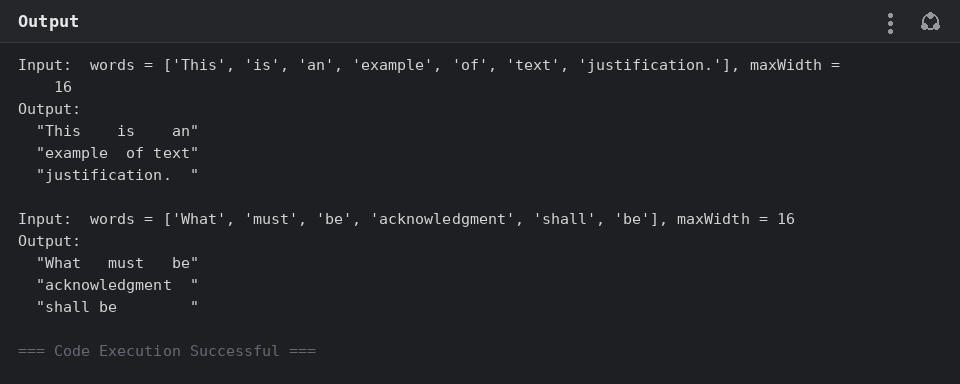 Output
Input:  words = ['This', 'is', 'an', 'example', 'of', 'text', 'justification.'], maxWidth =
    16
Output:
  "This    is    an"
  "example  of text"
  "justification.  "

Input:  words = ['What', 'must', 'be', 'acknowledgment', 'shall', 'be'], maxWidth = 16
Output:
  "What   must   be"
  "acknowledgment  "
  "shall be        "

=== Code Execution Successful ===